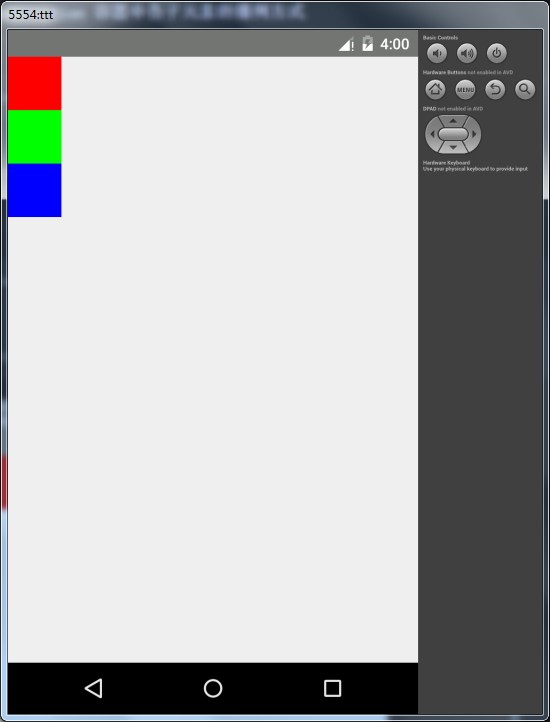 5554:ttt
4:00
Basic Controls
Hardware Buttons not enabled in AVD
MENU
DPAD not enabled in AVD
Hardware Keyboard
Use your physical keyboard to provide input